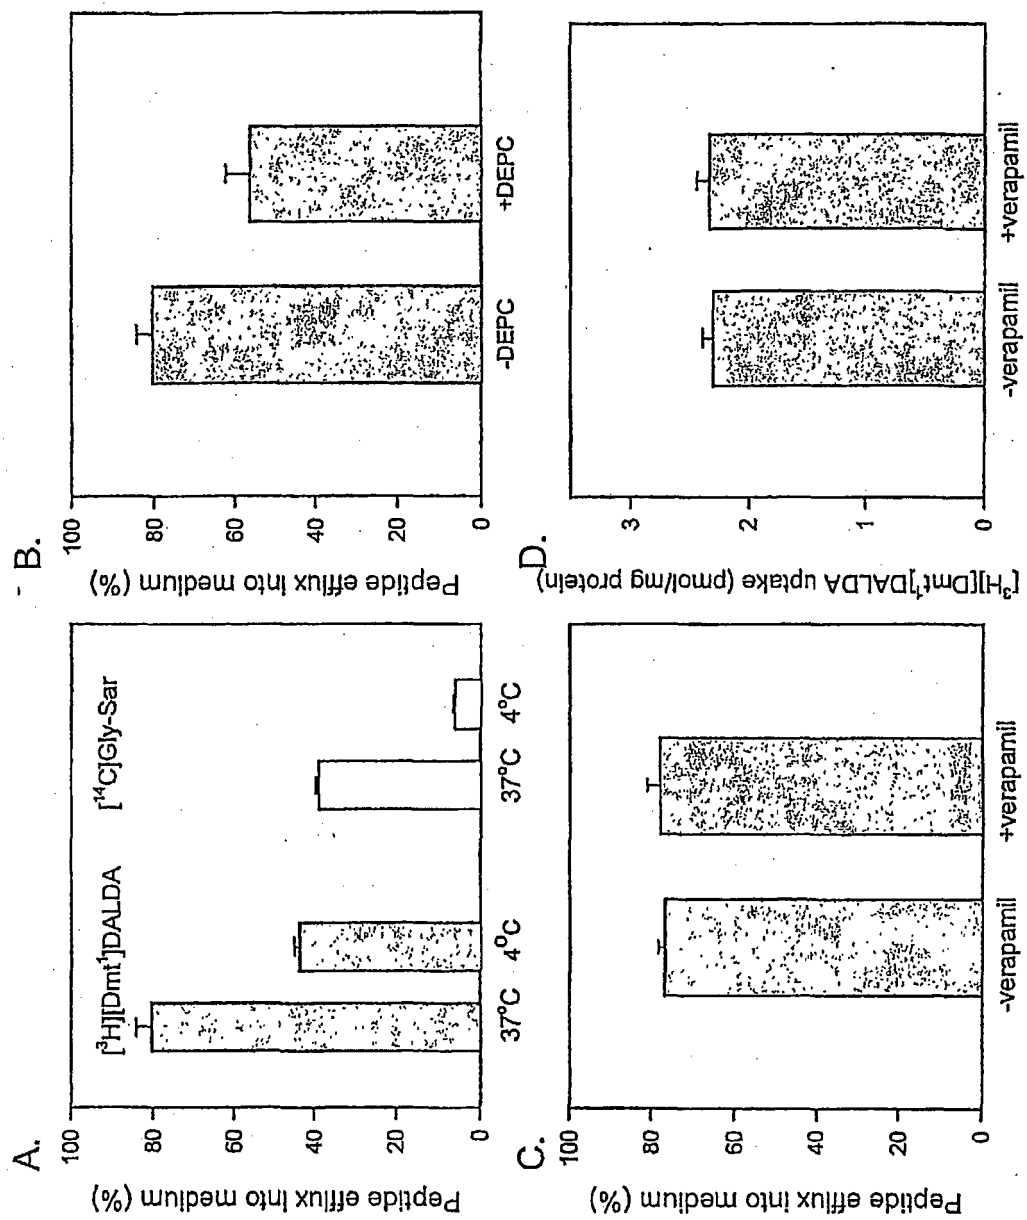 A.
Peptide efflux into medium (%)
100
80
60
40
20
0
[³H][Dmt¹]DALDA
[¹⁴C]Gly-Sar
37°C
4°C
37°C
4°C
B.
Peptide efflux into medium (%)
100
80
60
40
20
0
-DEPC
+DEPC
C.
Peptide efflux into medium (%)
100
80
60
40
20
0
-verapamil
+verapamil
D.
[³H][Dmt¹]DALDA uptake (pmol/mg protein)
3
2
1
0
-verapamil
+verapamil